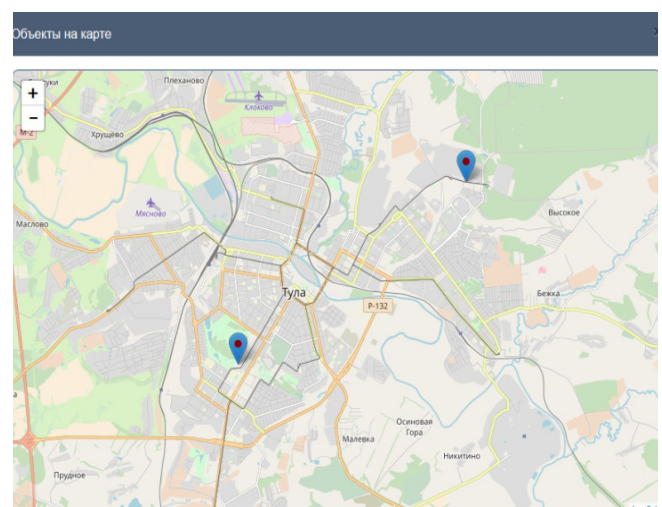 Объекты на карте
+
−
Плеханово
Клоково
М-2
Хрущёво
Мясново
Маслово
Высокое
Тула
Бежка
Р-132
Осиновая
Гора
Малевка
Никитино
Прудное